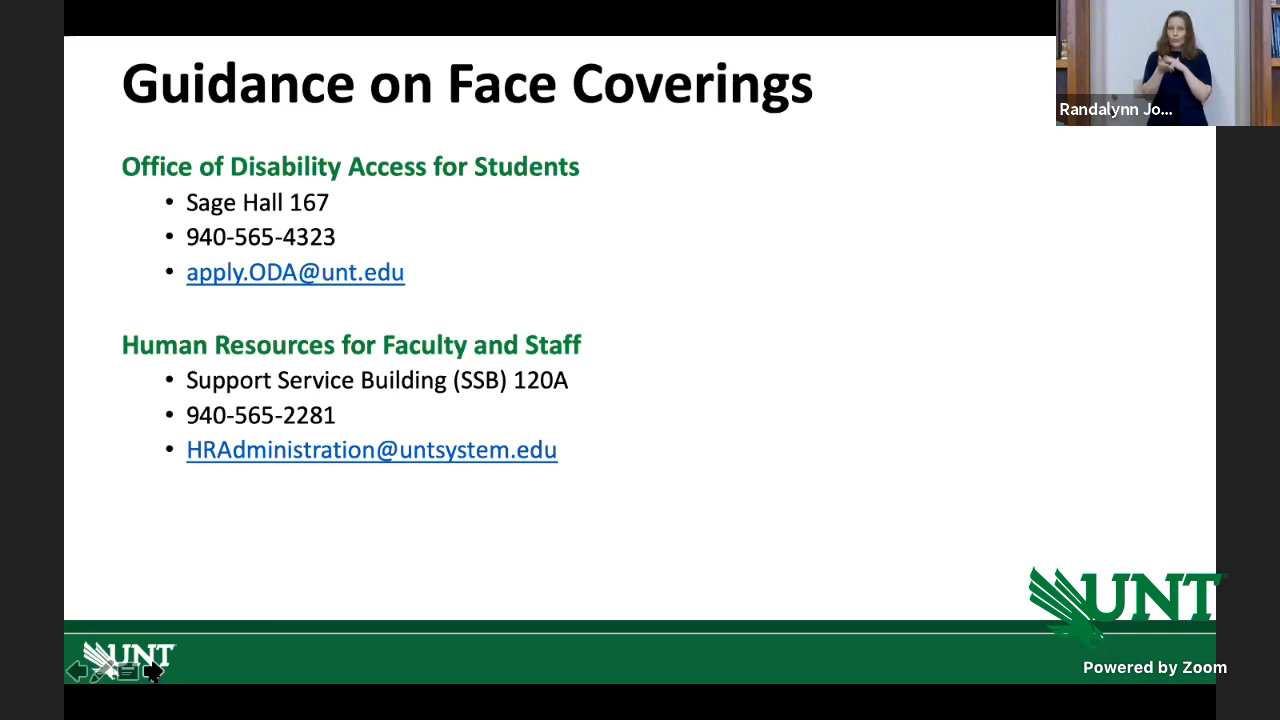 Guidance on Face Coverings
Randalynn Jo...
Office of Disability Access for Students
• Sage Hall 167
• 940-565-4323
• apply.ODA@unt.edu
Human Resources for Faculty and Staff
• Support Service Building (SSB) 120A
• 940-565-2281
• HRAdministration@untsystem.edu
UNT
UNT
Powered by Zoom